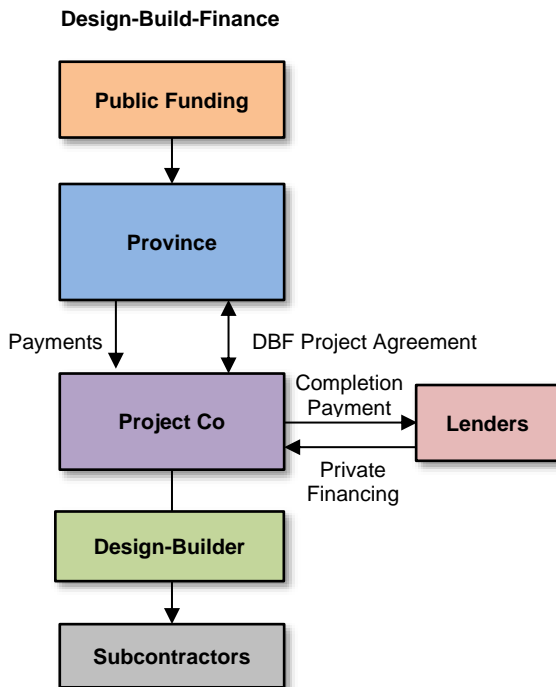 Design-Build-Finance
Public Funding
Province
Payments
DBF Project Agreement
Completion
Payment
Project Co
Lenders
Private
Financing
Design-Builder
Subcontractors